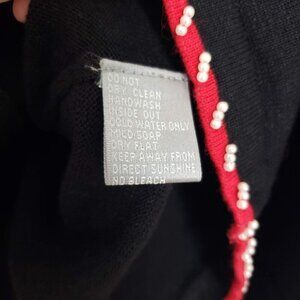 DO NOT
DRY CLEAN
HANDWASH
INSIDE OUT
COLD WATER ONLY
MILD SOAP
DRY FLAT
KEEP AWAY FROM
DIRECT SUNSHINE
NO BLEACH